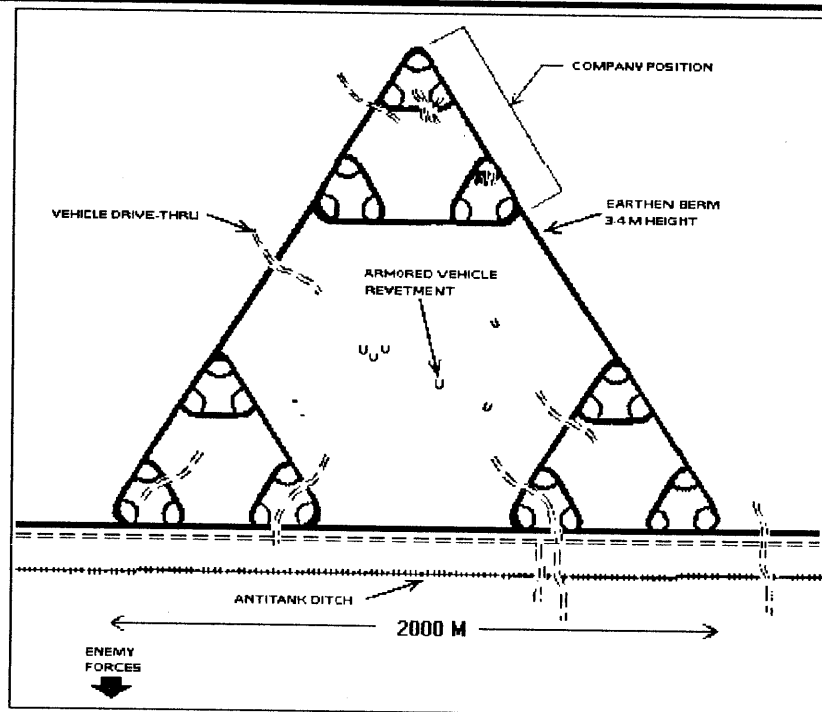 COMPANY POSITION
VEHICLE DRIVE-THRU
EARTHEN BERM
3-4 M HEIGHT
ARMORED VEHICLE
REVETMENT
ANTITANK DITCH
2000 M
ENEMY
FORCES